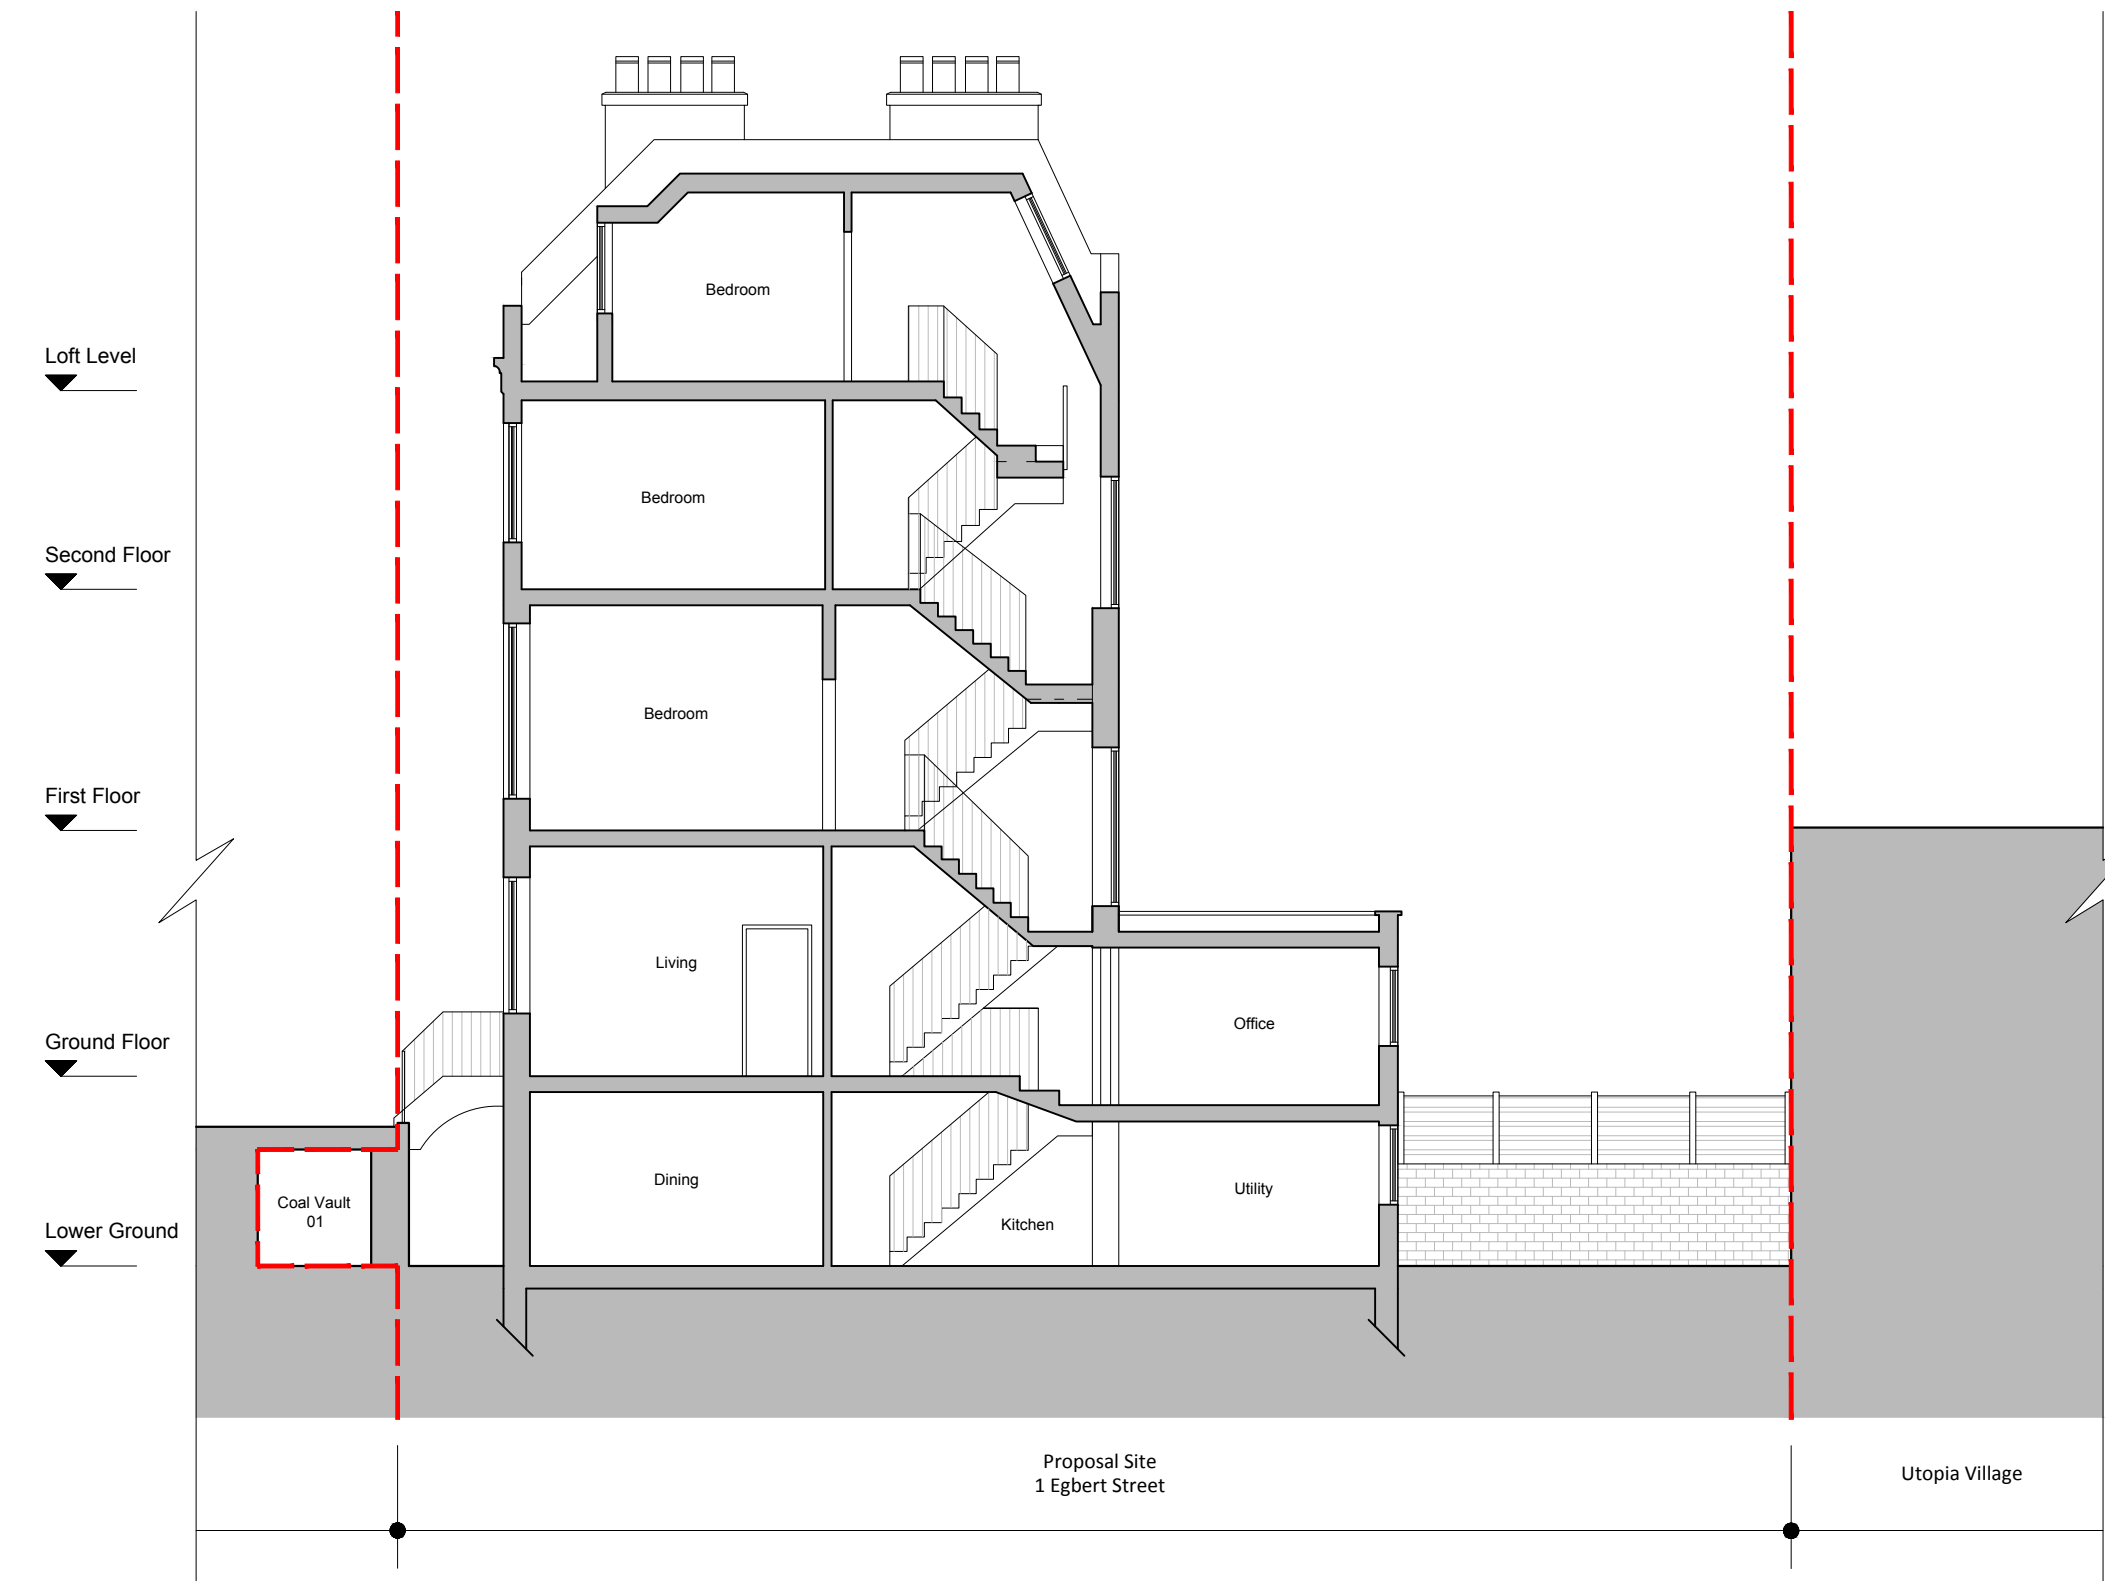 Bedroom
Loft Level
Bedroom
Second Floor
Bedroom
First Floor
Living
Office
Ground Floor
Dining
Utility
Coal Vault
01
Kitchen
Lower Ground
Proposal Site
1 Egbert Street
Utopia Village